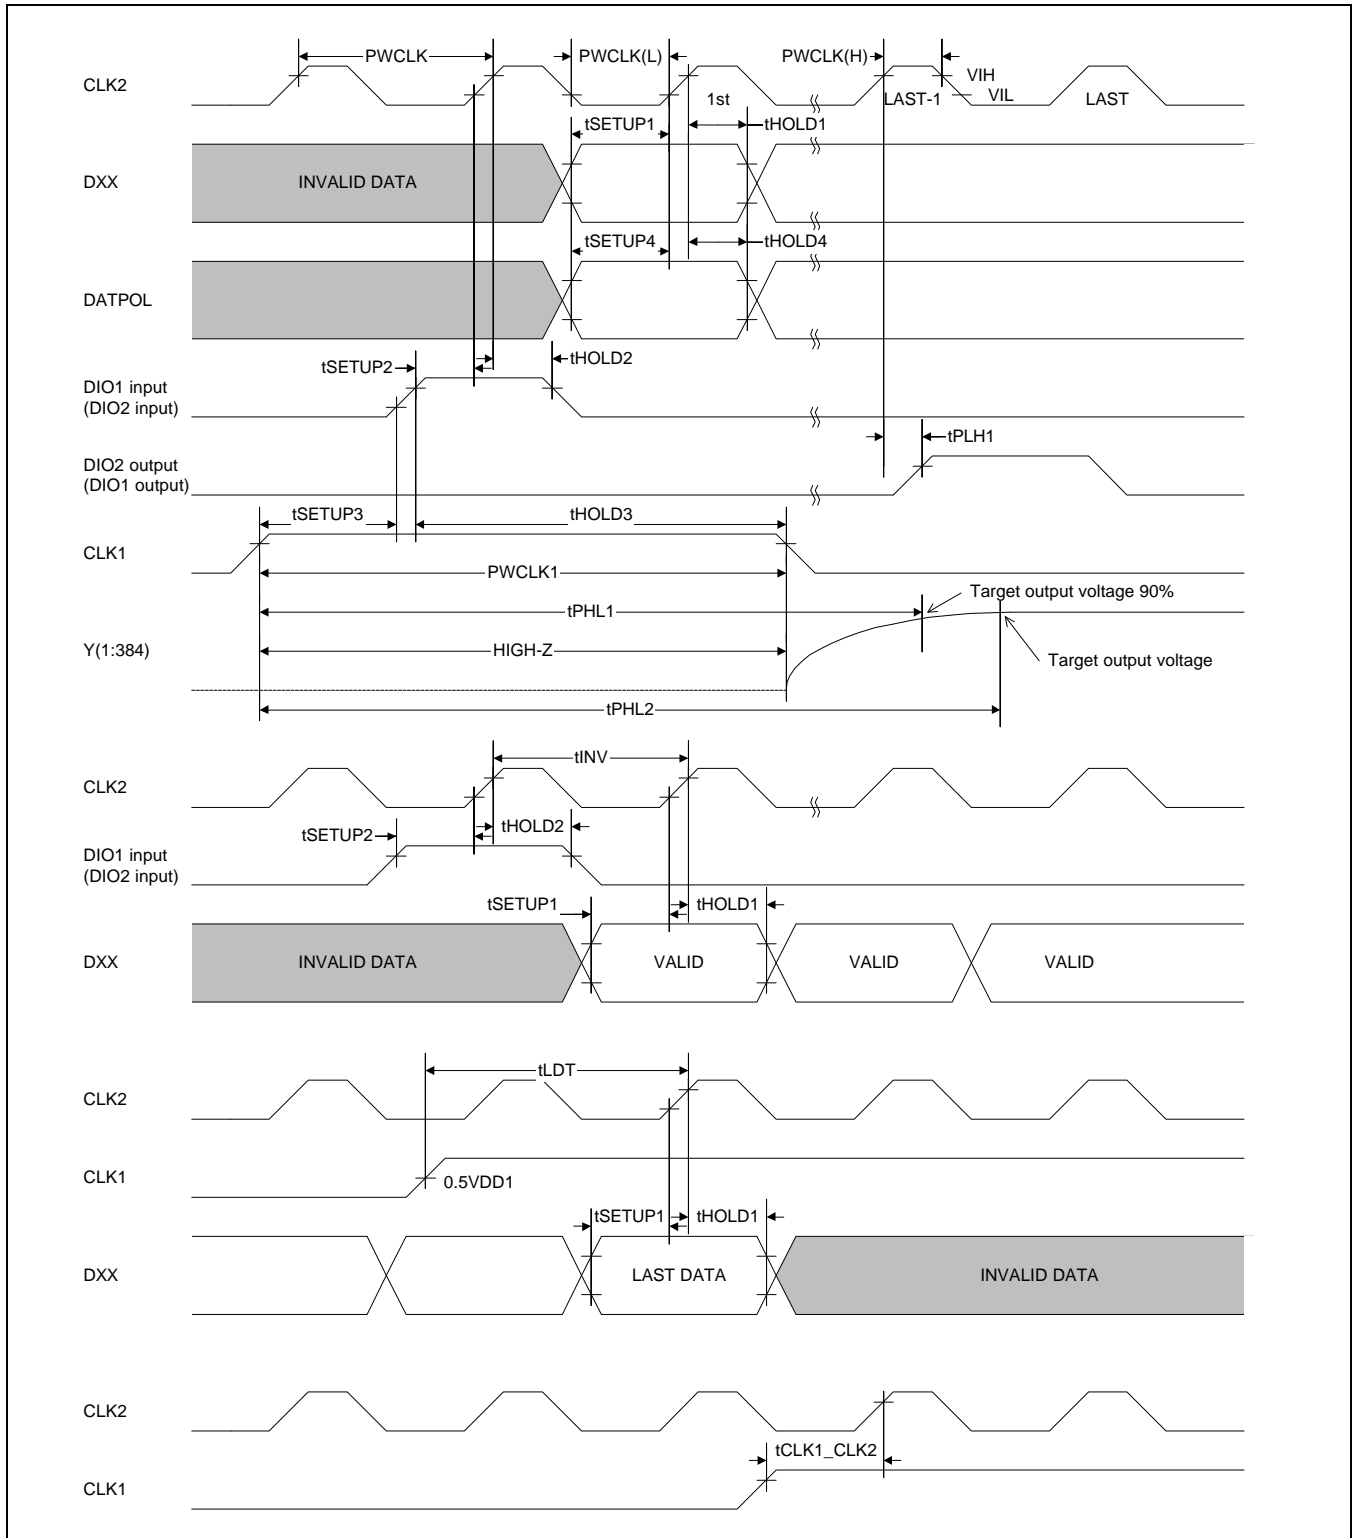 PWCLK PWCLK(L) PWCLK(H)
CLK2 1st LAST-1 VIH VIL LAST
tSETUP1 tHOLD1
DXX INVALID DATA
tSETUP4 tHOLD4
DATPOL
tSETUP2 tHOLD2
DIO1 input
(DIO2 input)
tPLH1
DIO2 output
(DIO1 output)
tSETUP3 tHOLD3
CLK1
PWCLK1
Target output voltage 90%
tPHL1
Y(1:384) HIGH-Z
Target output voltage
tPHL2
tINV
CLK2
tSETUP2 tHOLD2
DIO1 input
(DIO2 input)
tSETUP1 tHOLD1
DXX INVALID DATA VALID VALID VALID
tLDT
CLK2
CLK1 0.5VDD1
tSETUP1 tHOLD1
DXX LAST DATA INVALID DATA
CLK2
tCLK1_CLK2
CLK1